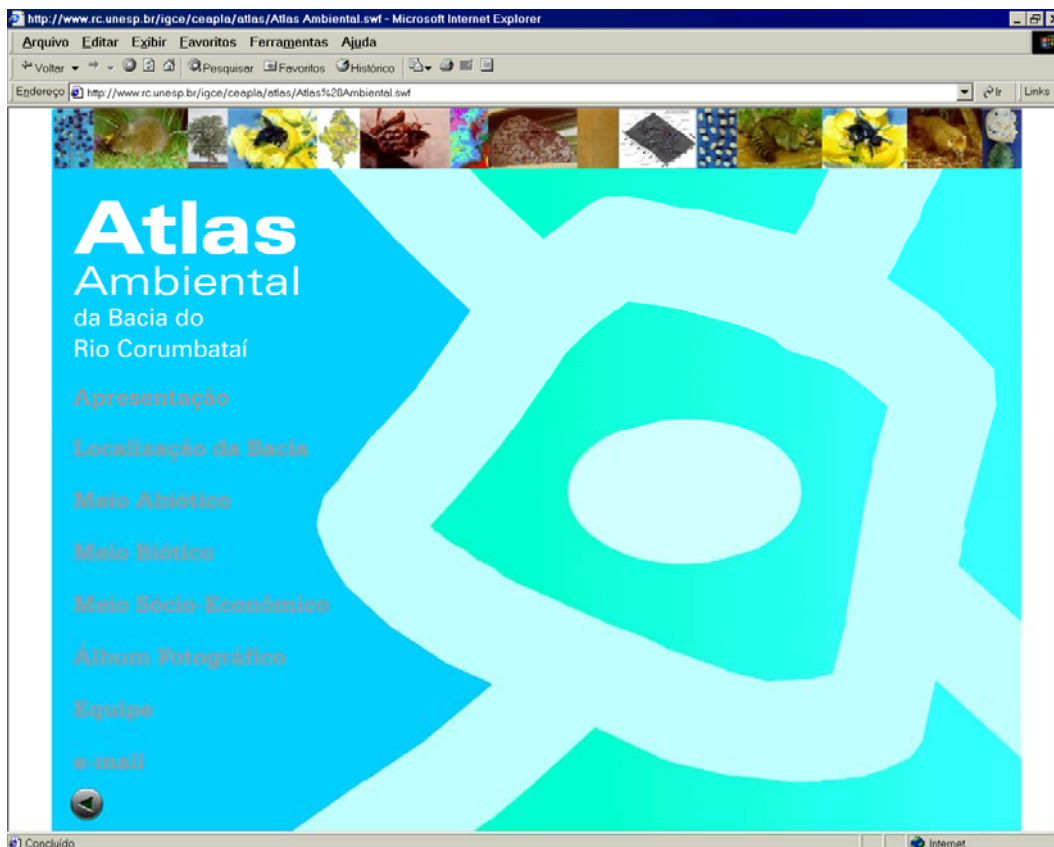 http://www.rc.unesp.br/igce/ceapla/atlas/Atlas Ambiental.swf - Microsoft Internet Explorer
Arquivo Editar Exibir Favoritos Ferramentas Ajuda
Voltar Pesquisar Favoritos Histórico
Endereço http://www.rc.unesp.br/igce/ceapla/atlas/Atlas%20Ambiental.swf Ir Links
Atlas
Ambiental
da Bacia do
Rio Corumbataí
Apresentação
Localização da Bacia
Meio Abiótico
Meio Biótico
Meio Sócio-Econômico
Álbum Fotográfico
Equipe
e-mail
Concluído Internet